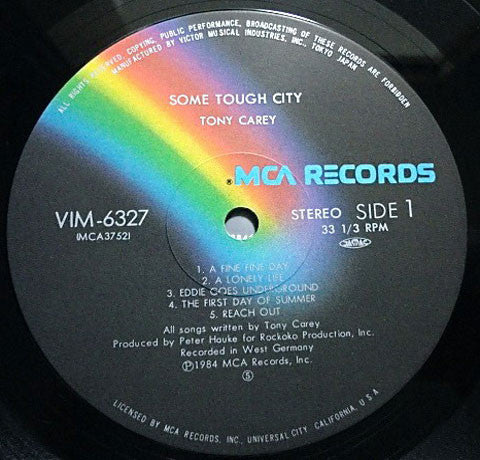 ALL RIGHTS RESERVED. COPYING, PUBLIC PERFORMANCE, BROADCASTING OF THESE RECORDS ARE FORBIDDEN
MANUFACTURED BY VICTOR MUSICAL INDUSTRIES, INC., TOKYO JAPAN
SOME TOUGH CITY
TONY CAREY
®MCA RECORDS
VIM-6327
(MCA3752)
STEREO SIDE 1
33 1/3 RPM
1. A FINE FINE DAY
2. A LONELY LIFE
3. EDDIE GOES UNDERGROUND
4. THE FIRST DAY OF SUMMER
5. REACH OUT
All songs written by Tony Carey
Produced by Peter Hauke for Rockoko Production, Inc.
Recorded in West Germany
Ⓟ1984 MCA Records, Inc.
Ⓢ
LICENSED BY MCA RECORDS, INC., UNIVERSAL CITY, CALIFORNIA, U.S.A